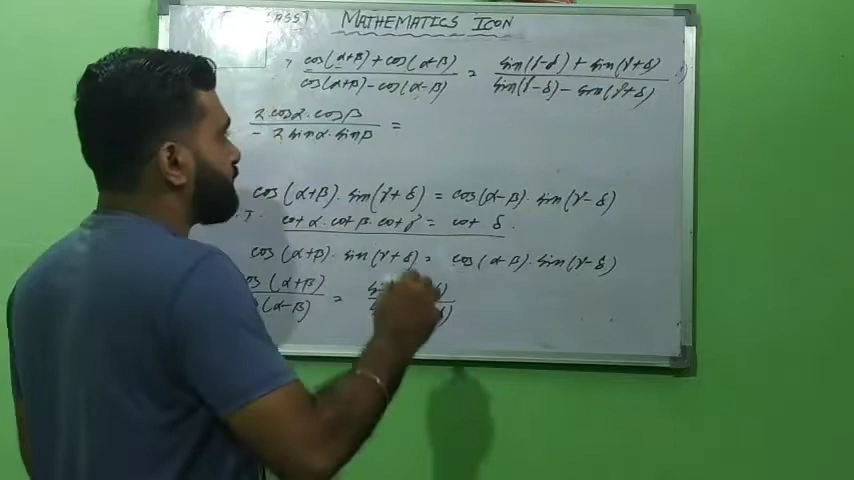 MATHEMATICS ICON
, cos(α+β) + cos(α+β) / cos(α+β) - cos(α-β) = sin(γ-δ) + sin(γ+δ) / sin(γ-δ) - sin(γ+δ)
2 cosα. cosβ / - 2 sinα. sinβ =
cos(α+β). sin(γ+δ) = cos(α-β). sin(γ-δ)
T. cot α. cot β. cot γ = cot δ.
cos(α+β). sin(γ+δ) = cos(α-β). sin(γ-δ)
(α+β) / (α-β) =